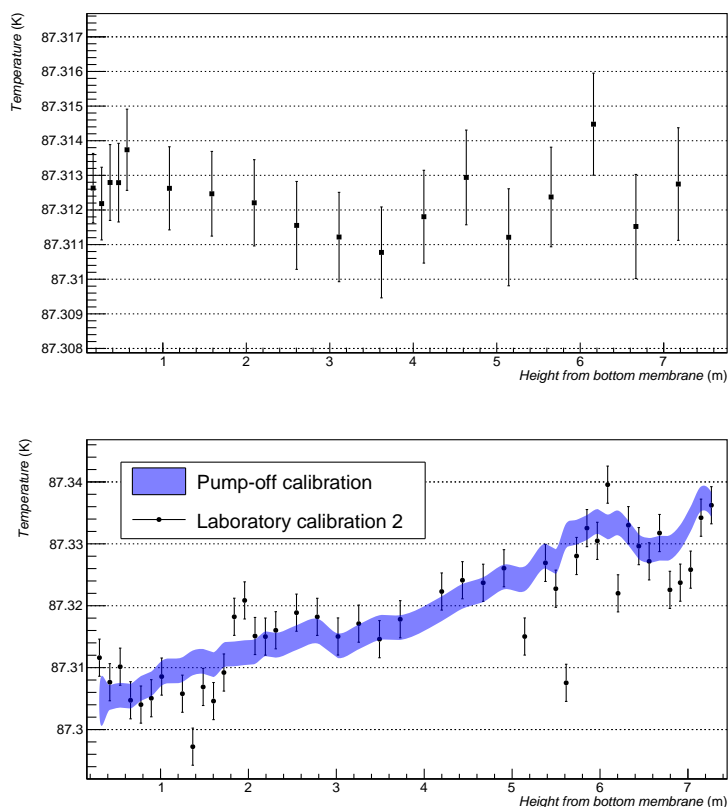 Temperature (K)
87.317
87.316
87.315
87.314
87.313
87.312
87.311
87.31
87.309
87.308
1 2 3 4 5 6 7
Height from bottom membrane (m)
Temperature (K)
87.34
87.33
87.32
87.31
87.3
Pump-off calibration
Laboratory calibration 2
1 2 3 4 5 6 7
Height from bottom membrane (m)